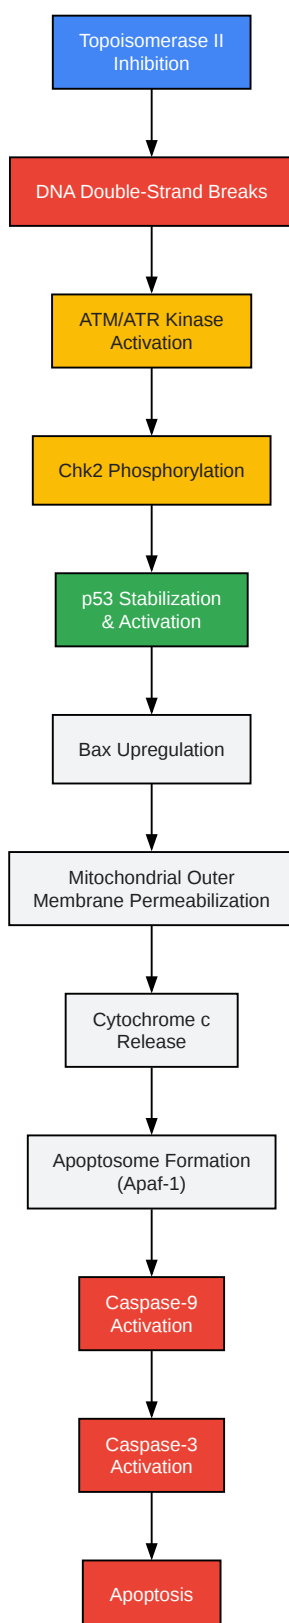 Topoisomerase II
Inhibition
DNA Double-Strand Breaks
ATM/ATR Kinase
Activation
Chk2 Phosphorylation
p53 Stabilization
& Activation
Bax Upregulation
Mitochondrial Outer
Membrane Permeabilization
Cytochrome c
Release
Apoptosome Formation
(Apaf-1)
Caspase-9
Activation
Caspase-3
Activation
Apoptosis